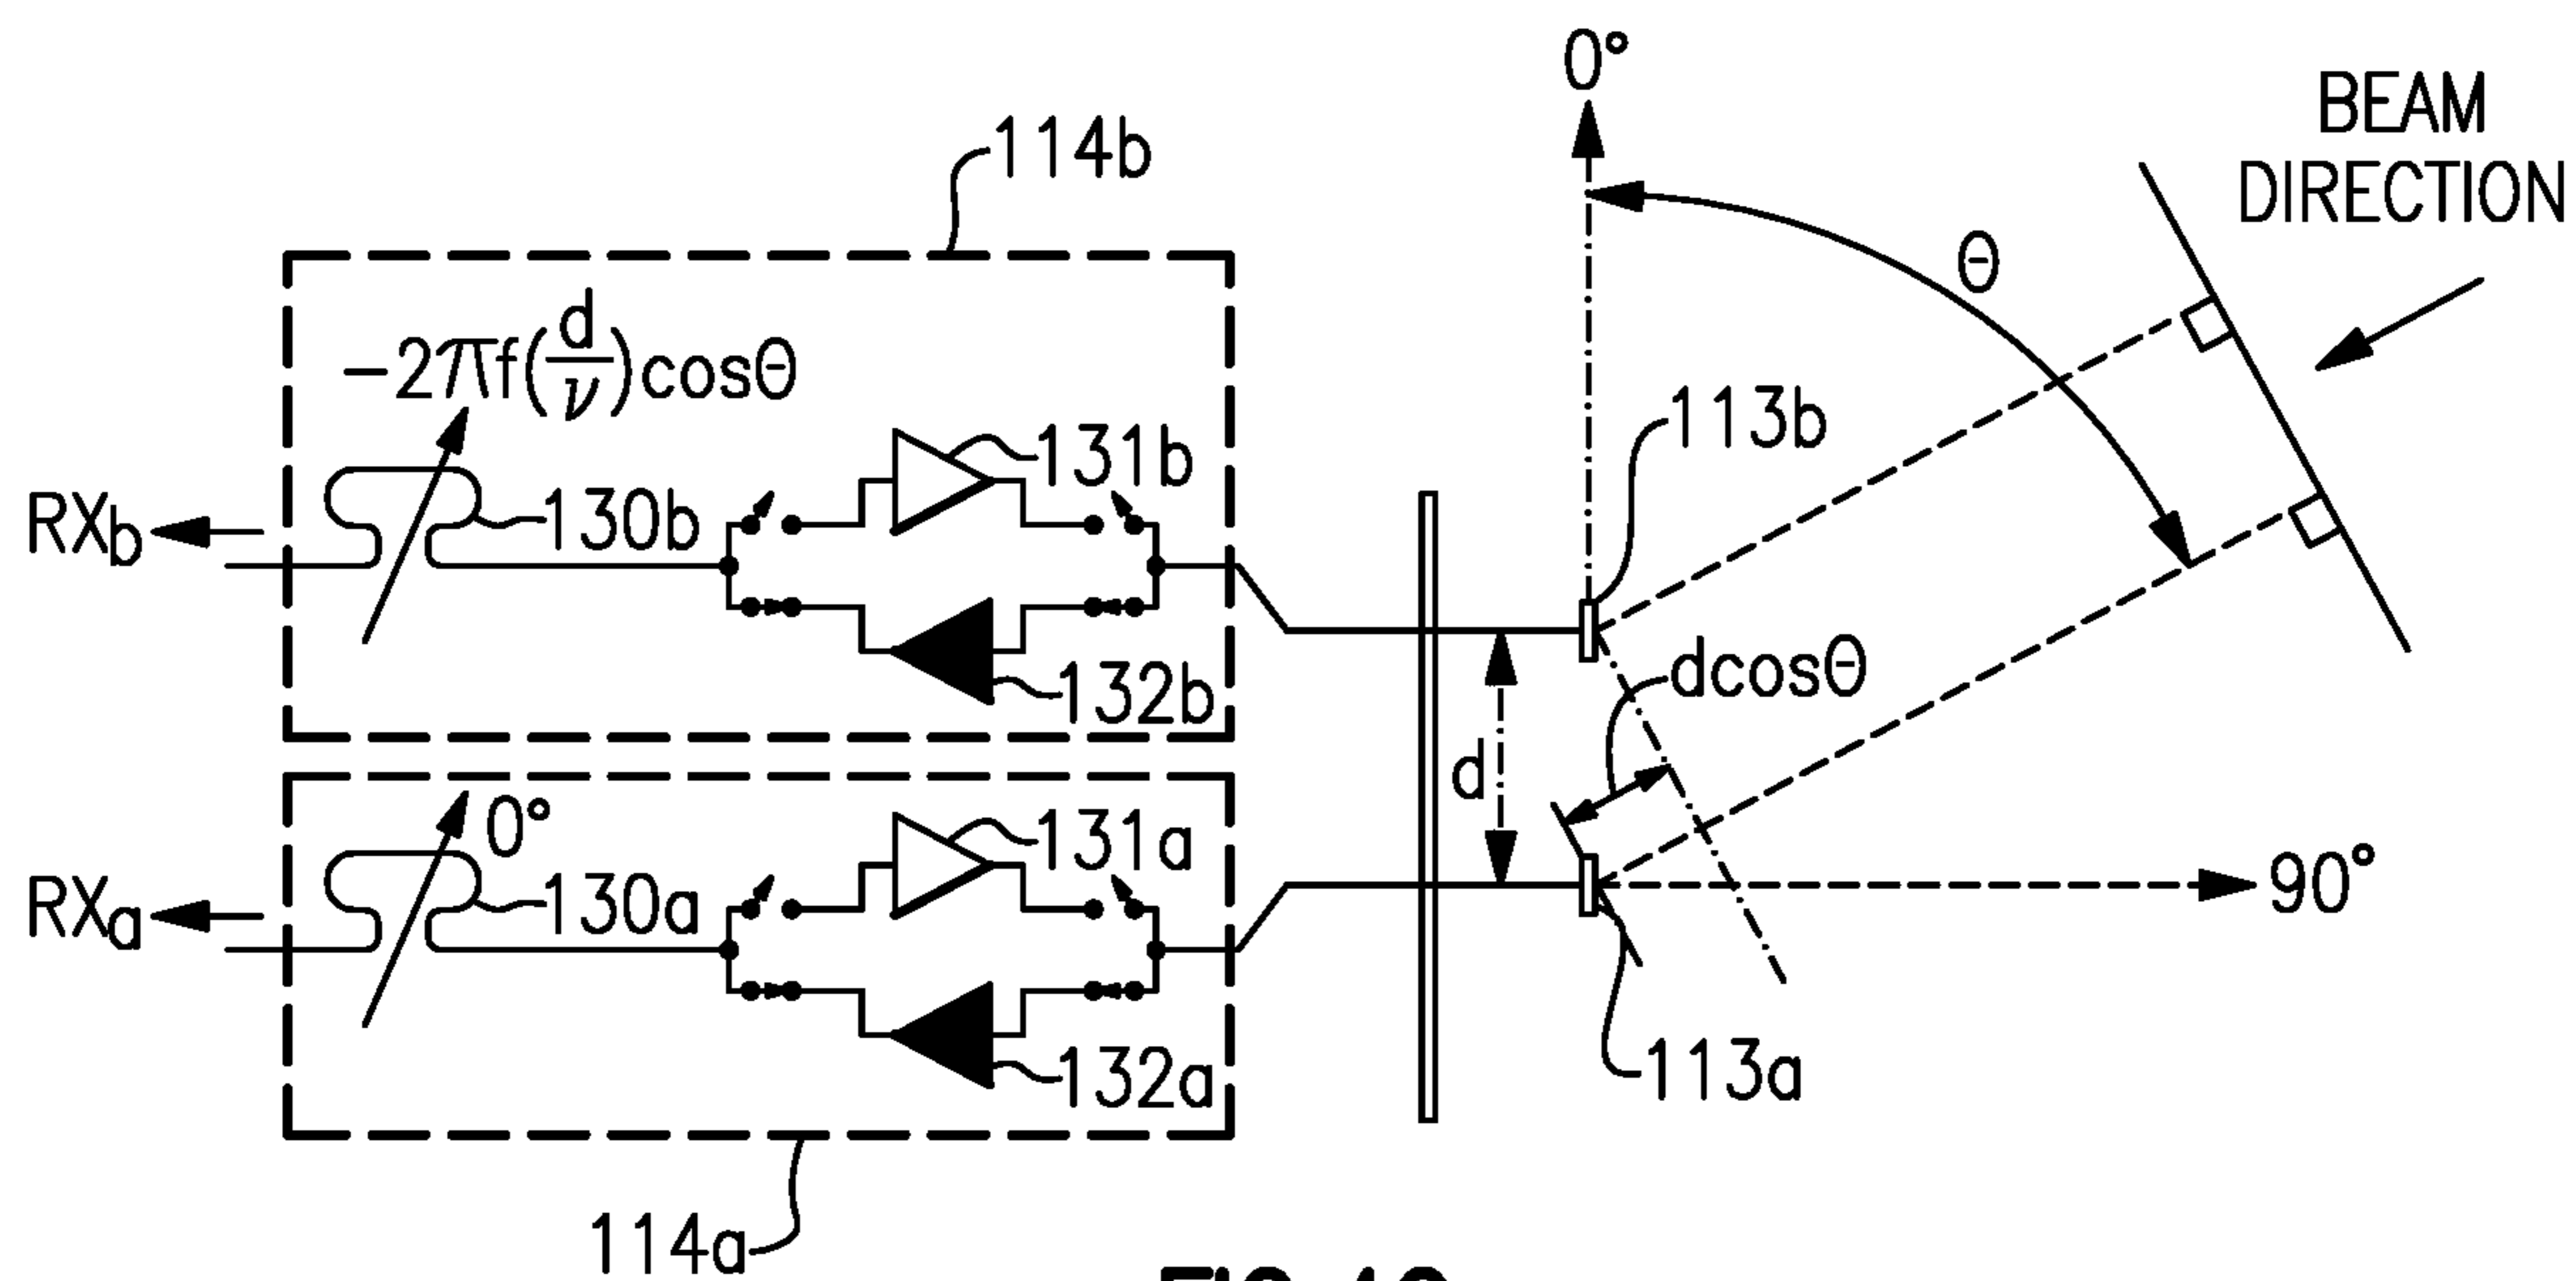 0°
BEAM
DIRECTION
114b
θ
-2πf(d/ν)cosθ
113b
131b
RXb
130b
dcosθ
132b
d
0°
131a
RXa
130a
90°
132a
113a
114a